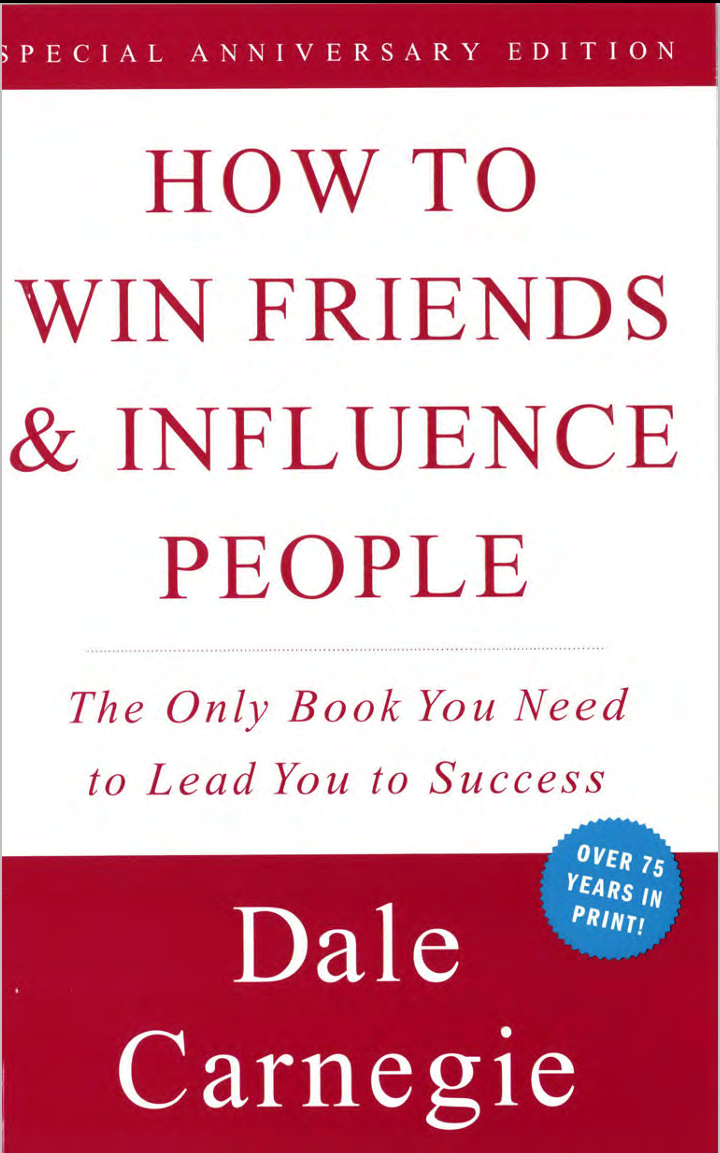 SPECIAL ANNIVERSARY EDITION
HOW TO
WIN FRIENDS
& INFLUENCE
PEOPLE
The Only Book You Need
to Lead You to Success
OVER 75
YEARS IN
PRINT!
Dale
Carnegie